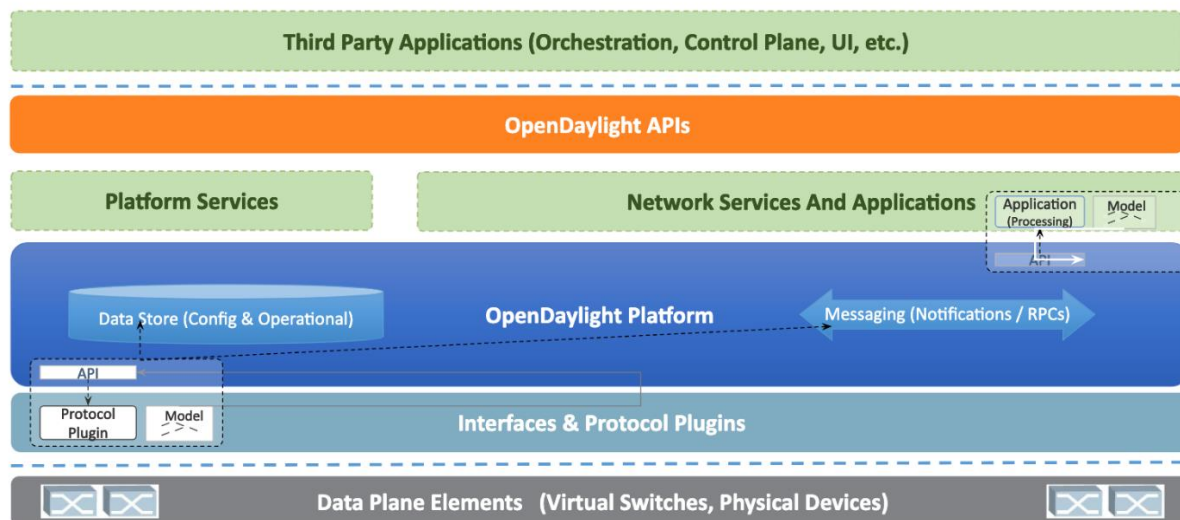 Third Party Applications (Orchestration, Control Plane, UI, etc.)
OpenDaylight APIs
Platform Services
Network Services And Applications
Application
(Processing)
Model
API
Data Store (Config & Operational)
OpenDaylight Platform
Messaging (Notifications / RPCs)
API
Protocol
Plugin
Model
Interfaces & Protocol Plugins
Data Plane Elements (Virtual Switches, Physical Devices)